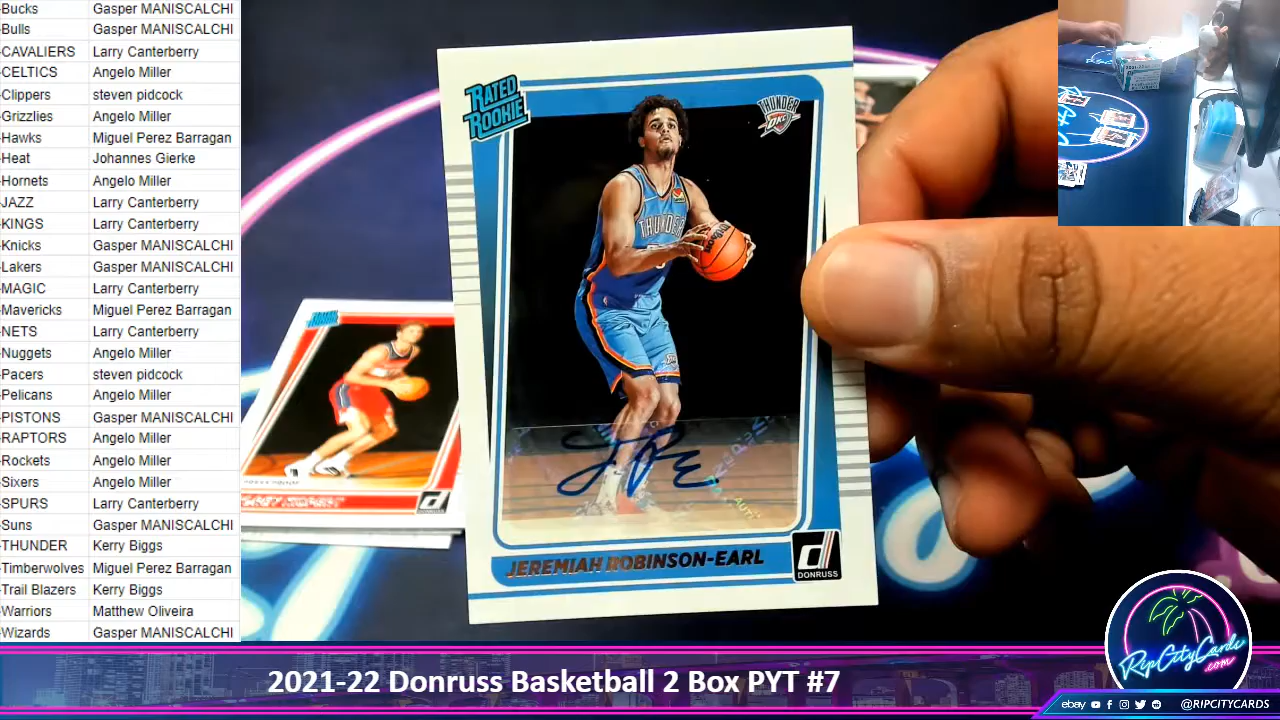 -Bucks Gasper MANISCALCHI
-Bulls Gasper MANISCALCHI
-CAVALIERS Larry Canterberry
-CELTICS Angelo Miller
-Clippers steven pidcock
-Grizzlies Angelo Miller
-Hawks Miguel Perez Barragan
-Heat Johannes Gierke
-Hornets Angelo Miller
-JAZZ Larry Canterberry
-KINGS Larry Canterberry
-Knicks Gasper MANISCALCHI
-Lakers Gasper MANISCALCHI
-MAGIC Larry Canterberry
-Mavericks Miguel Perez Barragan
-NETS Larry Canterberry
-Nuggets Angelo Miller
-Pacers steven pidcock
-Pelicans Angelo Miller
-PISTONS Gasper MANISCALCHI
-RAPTORS Angelo Miller
-Rockets Angelo Miller
-Sixers Angelo Miller
-SPURS Larry Canterberry
-Suns Gasper MANISCALCHI
-THUNDER Kerry Biggs
-Timberwolves Miguel Perez Barragan
-Trail Blazers Kerry Biggs
-Warriors Matthew Oliveira
-Wizards Gasper MANISCALCHI
RATED
ROOKIE
THUNDER
OKC
THUNDER
JEREMIAH ROBINSON-EARL
d
DONRUSS
RipCityCards
.com
2021-22 Donruss Basketball 2 Box PYT #7
ebay @RIPCITYCARDS